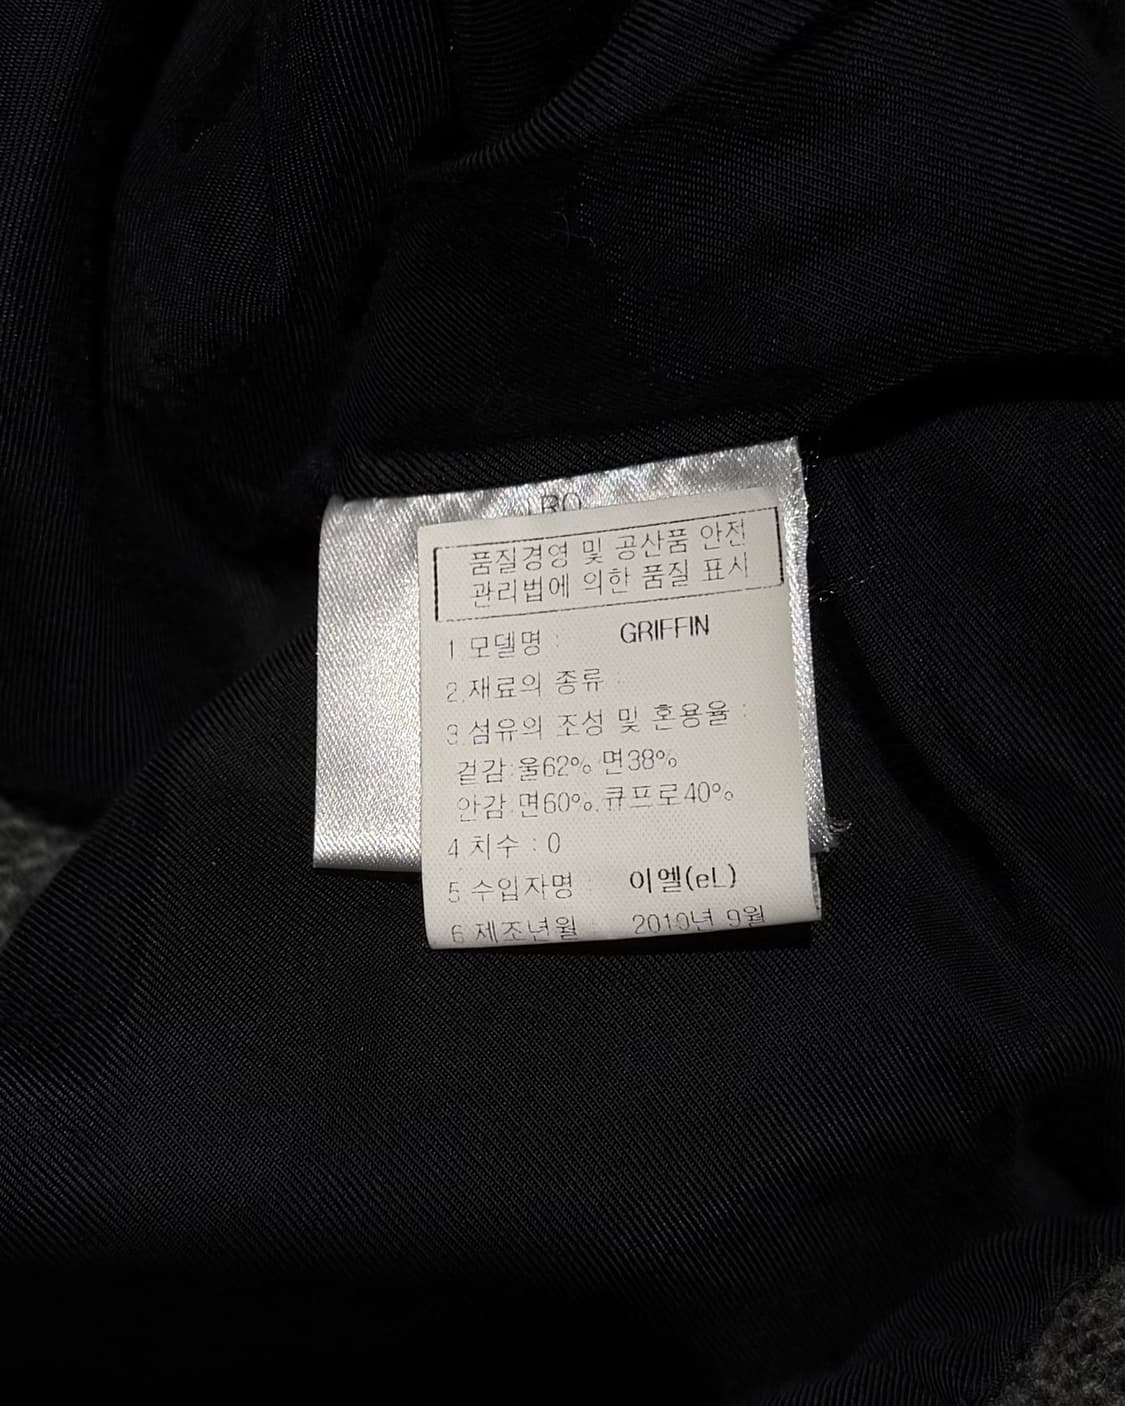 RO
품질경영 및 공산품 안전
관리법에 의한 품질 표시
1.모델명 : GRIFFIN
2.재료의 종류 :
3.섬유의 조성 및 혼용율 :
겉감:울62%.면38%
안감:면60%.큐프로40%
4.치수 : 0
5.수입자명 : 이엘(eL)
6.제조년월 : 2019년 9월